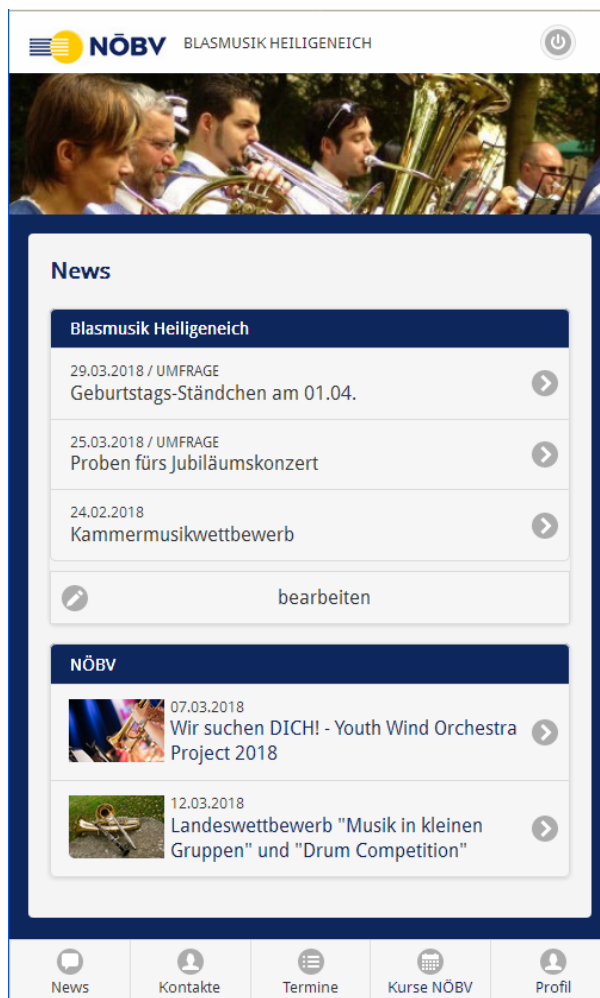 NÖBV BLASMUSIK HEILIGENEICH
News
Blasmusik Heiligeneich
29.03.2018 / UMFRAGE
Geburtstags-Ständchen am 01.04.
25.03.2018 / UMFRAGE
Proben fürs Jubiläumskonzert
24.02.2018
Kammermusikwettbewerb
bearbeiten
NÖBV
07.03.2018
Wir suchen DICH! - Youth Wind Orchestra
Project 2018
12.03.2018
Landeswettbewerb "Musik in kleinen
Gruppen" und "Drum Competition"
News Kontakte Termine Kurse NÖBV Profil